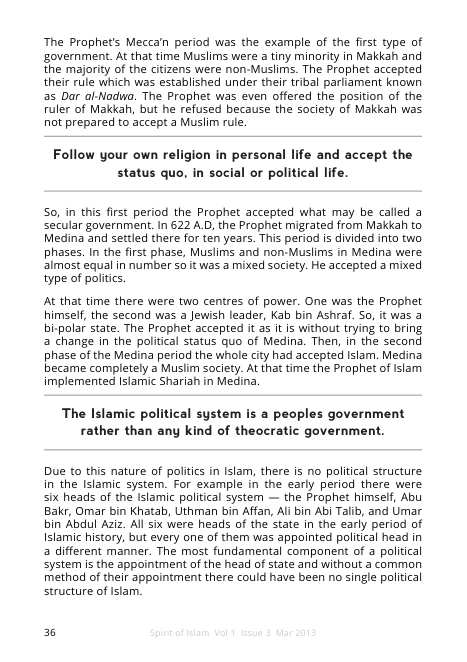 The Prophet's Mecca'n period was the example of the first type of
government. At that time Muslims were a tiny minority in Makkah and
the majority of the citizens were non-Muslims. The Prophet accepted
their rule which was established under their tribal parliament known
as Dar al-Nadwa. The Prophet was even offered the position of the
ruler of Makkah, but he refused because the society of Makkah was
not prepared to accept a Muslim rule.
Follow your own religion in personal life and accept the
status quo, in social or political life.
So, in this first period the Prophet accepted what may be called a
secular government. In 622 A.D, the Prophet migrated from Makkah to
Medina and settled there for ten years. This period is divided into two
phases. In the first phase, Muslims and non-Muslims in Medina were
almost equal in number so it was a mixed society. He accepted a mixed
type of politics.
At that time there were two centres of power. One was the Prophet
himself, the second was a Jewish leader, Kab bin Ashraf. So, it was a
bi-polar state. The Prophet accepted it as it is without trying to bring
a change in the political status quo of Medina. Then, in the second
phase of the Medina period the whole city had accepted Islam. Medina
became completely a Muslim society. At that time the Prophet of Islam
implemented Islamic Shariah in Medina.
The Islamic political system is a peoples government
rather than any kind of theocratic government.
Due to this nature of politics in Islam, there is no political structure
in the Islamic system. For example in the early period there were
six heads of the Islamic political system — the Prophet himself, Abu
Bakr, Omar bin Khatab, Uthman bin Affan, Ali bin Abi Talib, and Umar
bin Abdul Aziz. All six were heads of the state in the early period of
Islamic history, but every one of them was appointed political head in
a different manner. The most fundamental component of a political
system is the appointment of the head of state and without a common
method of their appointment there could have been no single political
structure of Islam.
36 Spirit of Islam Vol 1 Issue 3 Mar 2013